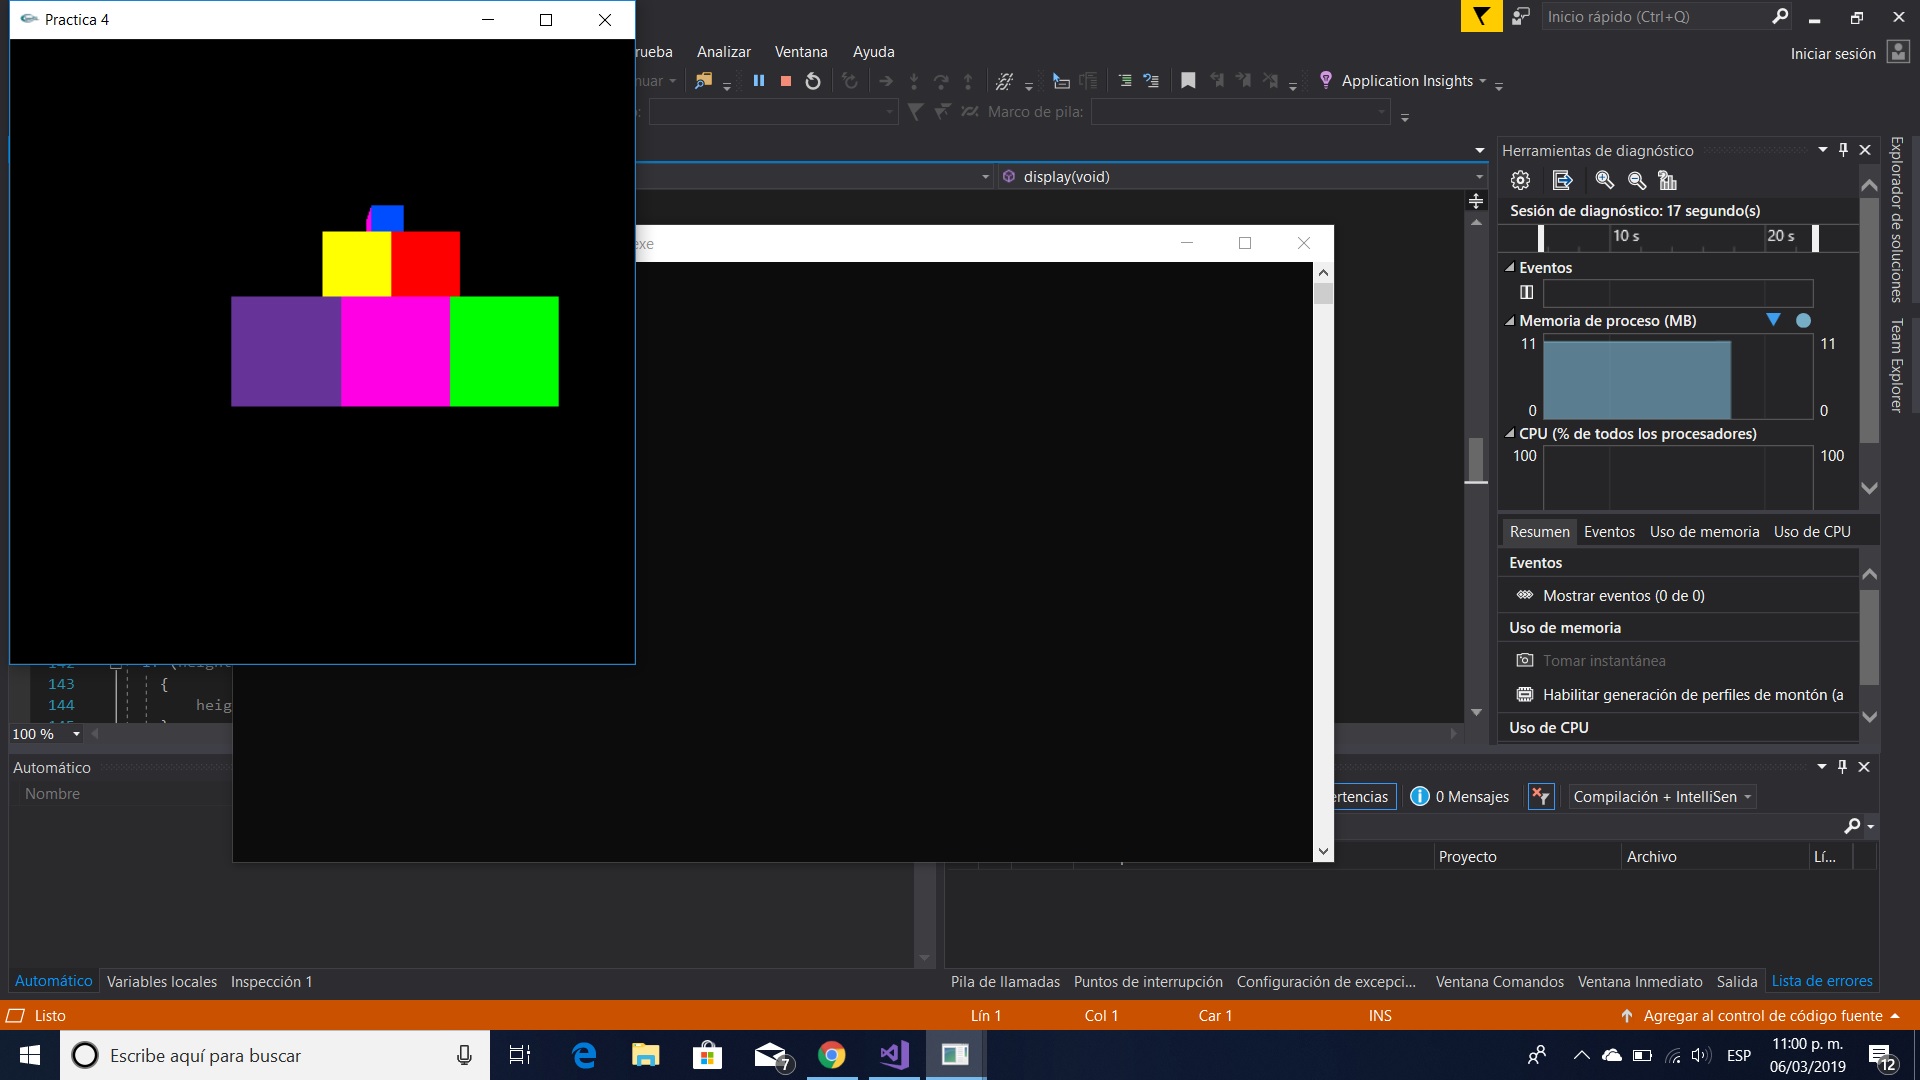 Practica 4
Inicio rápido (Ctrl+Q)
rueba Analizar Ventana Ayuda
Iniciar sesión
nuar
Application Insights
Marco de pila:
Herramientas de diagnóstico
display(void)
Sesión de diagnóstico: 17 segundo(s)
10 s 20 s
exe
Eventos
Memoria de proceso (MB)
11 11
0 0
CPU (% de todos los procesadores)
100 100
Resumen Eventos Uso de memoria Uso de CPU
Eventos
Mostrar eventos (0 de 0)
Uso de memoria
Tomar instantánea
Habilitar generación de perfiles de montón (a
Uso de CPU
Explorador de soluciones
Team Explorer
143 {
144 heig
100 %
Automático
Nombre
ertencias 0 Mensajes Compilación + IntelliSen
Proyecto Archivo Lí...
Automático Variables locales Inspección 1
Pila de llamadas Puntos de interrupción Configuración de excepci... Ventana Comandos Ventana Inmediato Salida Lista de errores
Listo Lín 1 Col 1 Car 1 INS Agregar al control de código fuente
Escribe aquí para buscar
7
ESP
11:00 p. m.
06/03/2019
12